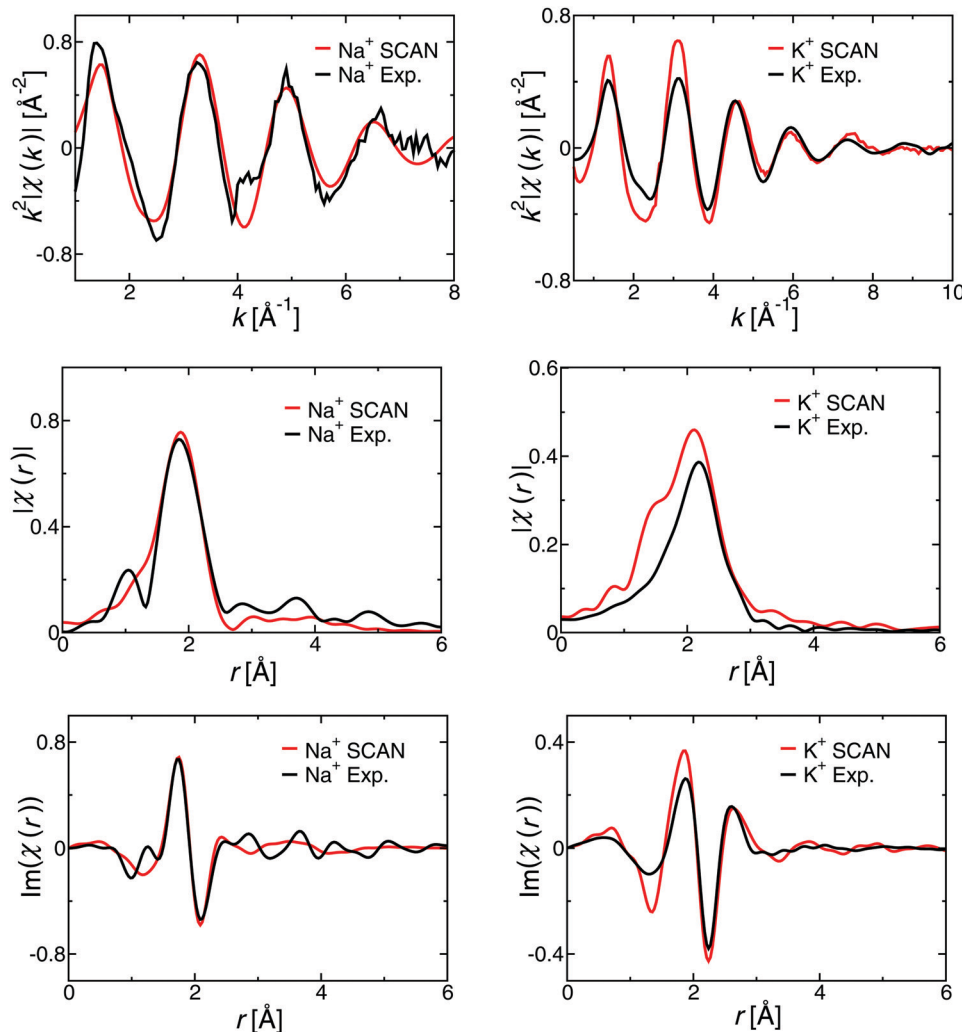 0.8
0
-0.8
k²|χ(k)| [Å⁻²]
Na⁺ SCAN
Na⁺ Exp.
2 4 6 8
k [Å⁻¹]
0.8
0
-0.8
k²|χ(k)| [Å⁻²]
K⁺ SCAN
K⁺ Exp.
2 4 6 8 10
k [Å⁻¹]
0.8
0.4
0
|χ(r)|
Na⁺ SCAN
Na⁺ Exp.
0 2 4 6
r [Å]
0.6
0.4
0.2
0
|χ(r)|
K⁺ SCAN
K⁺ Exp.
0 2 4 6
r [Å]
0.8
0
-0.8
Im(χ(r))
Na⁺ SCAN
Na⁺ Exp.
0 2 4 6
r [Å]
0.4
0
-0.4
Im(χ(r))
K⁺ SCAN
K⁺ Exp.
0 2 4 6
r [Å]